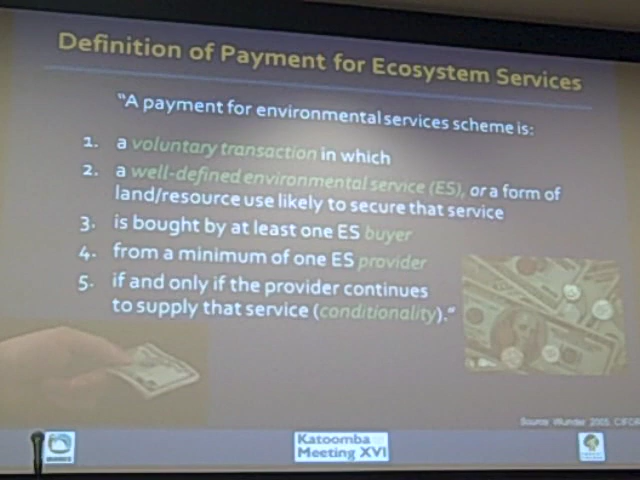 Definition of Payment for Ecosystem Services
"A payment for environmental services scheme is:
1. a voluntary transaction in which
2. a well-defined environmental service (ES), or a form of
land/resource use likely to secure that service
3. is bought by at least one ES buyer
4. from a minimum of one ES provider
5. if and only if the provider continues
to supply that service (conditionality)."
Source: Wunder 2005, CIFOR
Katoomba
Meeting XVI